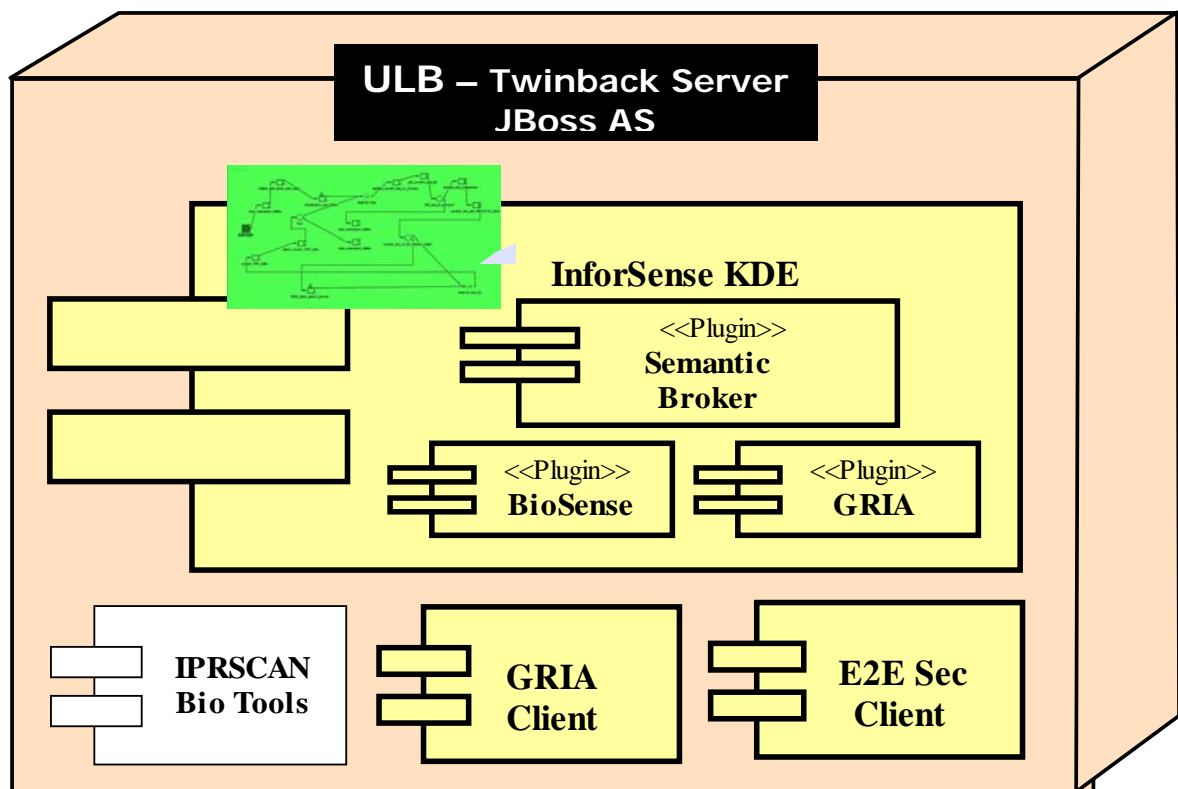 ULB – Twinback Server
JBoss AS
InforSense KDE
<<Plugin>>
Semantic
Broker
<<Plugin>>
BioSense
<<Plugin>>
GRIA
IPRSCAN
Bio Tools
GRIA
Client
E2E Sec
Client